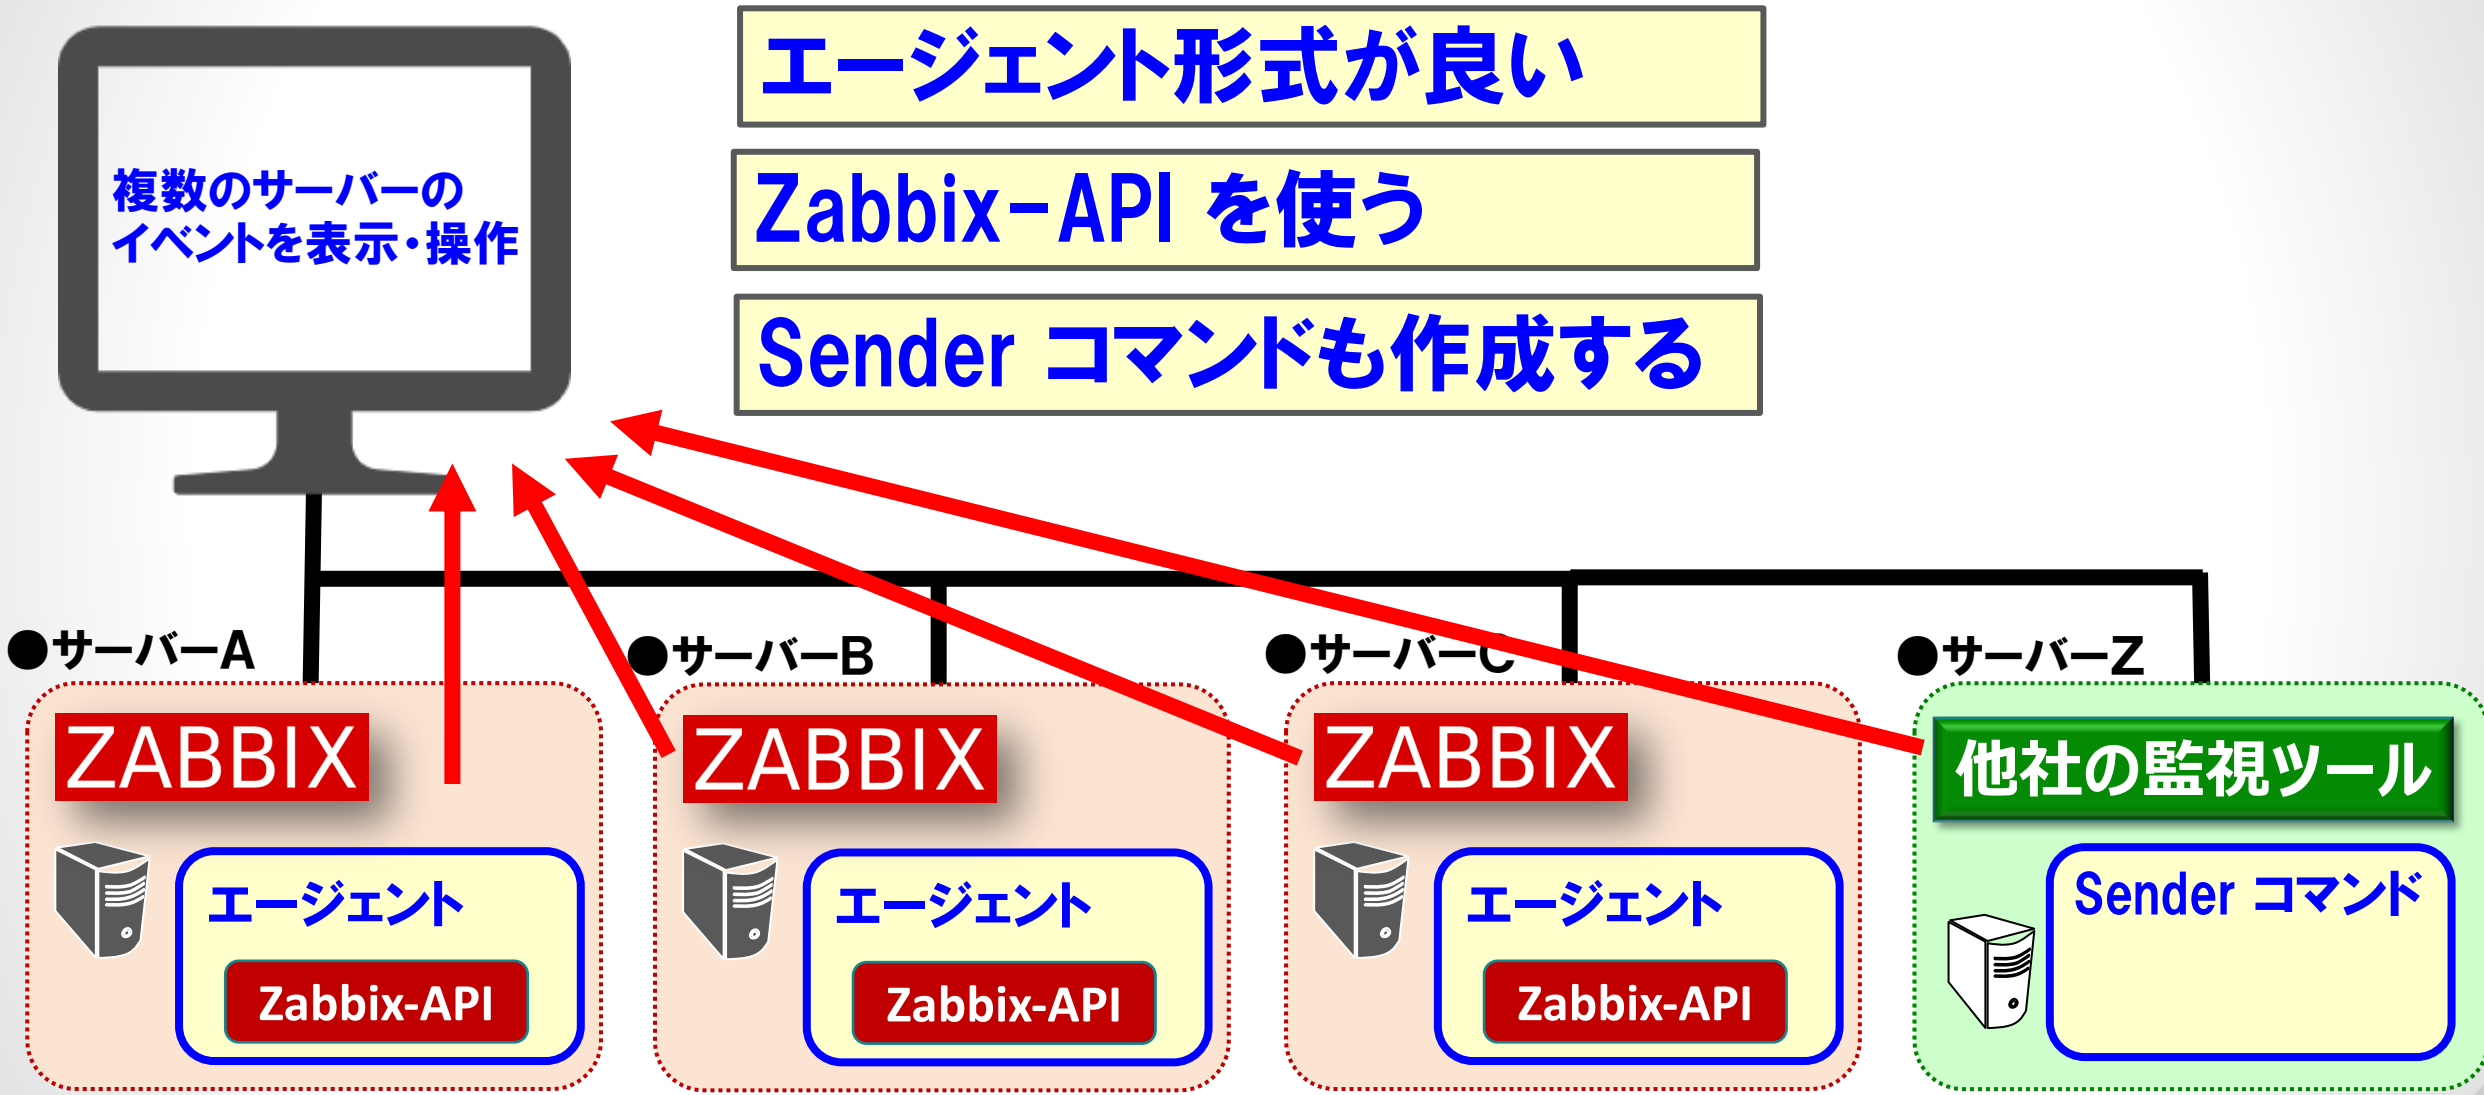 エージェント形式が良い
Zabbix-API を使う
Sender コマンドも作成する
複数のサーバーの
イベントを表示・操作
●サーバーA
ZABBIX
エージェント
Zabbix-API
●サーバーB
ZABBIX
エージェント
Zabbix-API
●サーバーC
ZABBIX
エージェント
Zabbix-API
●サーバーZ
他社の監視ツール
Sender コマンド